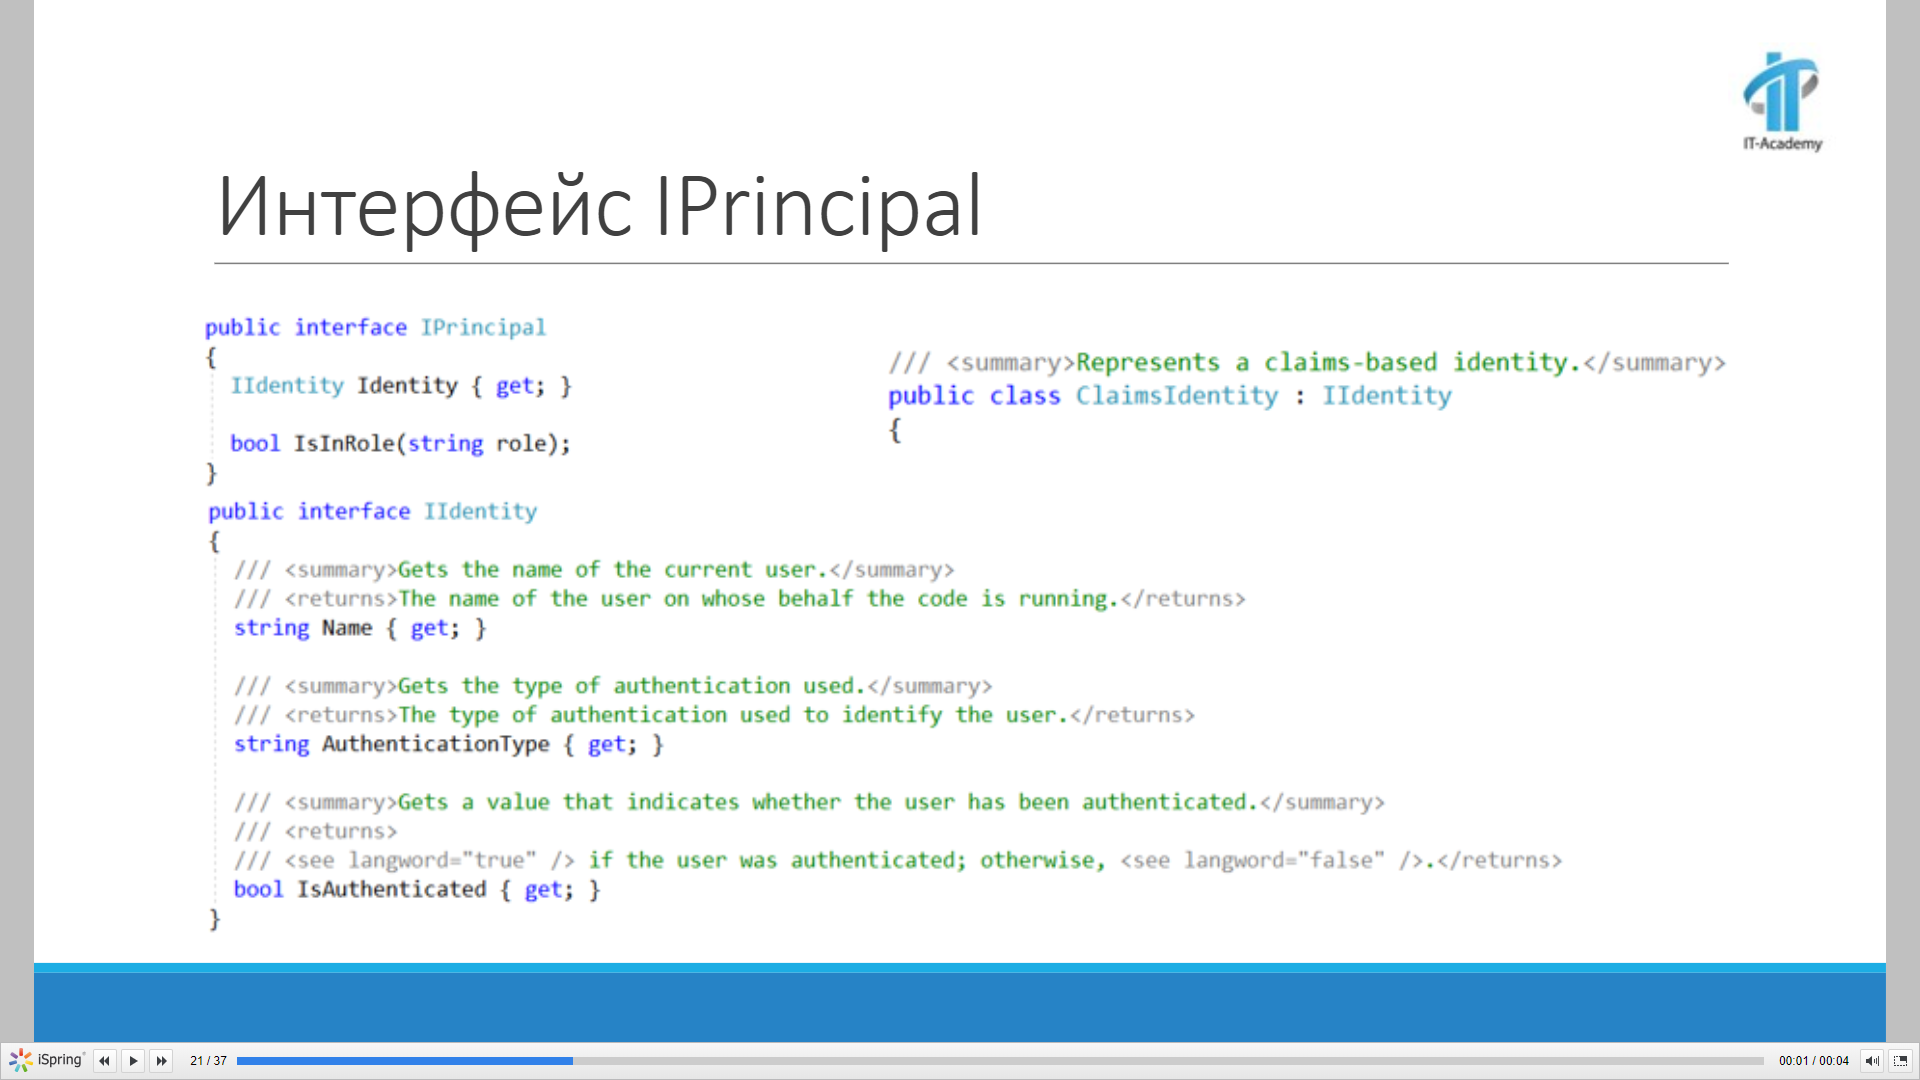 IT-Academy
Интерфейс IPrincipal
public interface IPrincipal
{
IIdentity Identity { get; }
bool IsInRole(string role);
}
/// <summary>Represents a claims-based identity.</summary>
public class ClaimsIdentity : IIdentity
{
public interface IIdentity
{
/// <summary>Gets the name of the current user.</summary>
/// <returns>The name of the user on whose behalf the code is running.</returns>
string Name { get; }
/// <summary>Gets the type of authentication used.</summary>
/// <returns>The type of authentication used to identify the user.</returns>
string AuthenticationType { get; }
/// <summary>Gets a value that indicates whether the user has been authenticated.</summary>
/// <returns>
/// <see langword="true" /> if the user was authenticated; otherwise, <see langword="false" />.</returns>
bool IsAuthenticated { get; }
}
iSpring 21 / 37 00:01 / 00:04